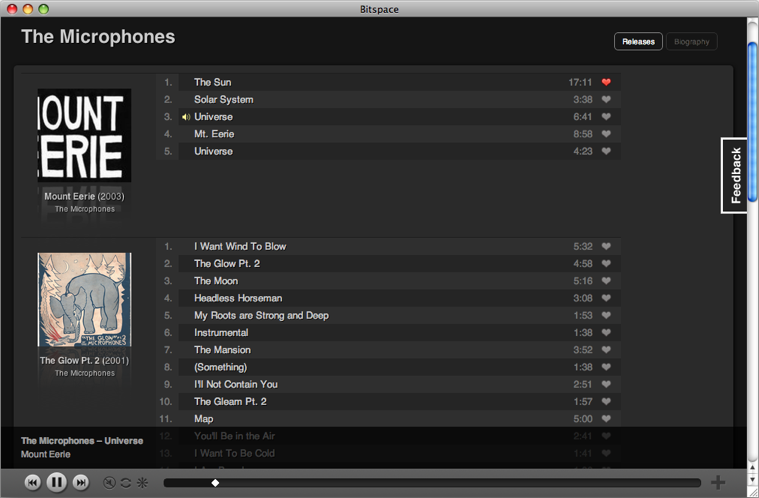 Bitspace
The Microphones
Releases
Biography
MOUNT
EERIE
Mount Eerie (2003)
The Microphones
1. The Sun 17:11
2. Solar System 3:38
3. Universe 6:41
4. Mt. Eerie 8:58
5. Universe 4:23
Feedback
THE GLOW PT. 2
THE MICROPHONES
The Glow Pt. 2 (2001)
The Microphones
1. I Want Wind To Blow 5:32
2. The Glow Pt. 2 4:58
3. The Moon 5:16
4. Headless Horseman 3:08
5. My Roots are Strong and Deep 1:53
6. Instrumental 1:38
7. The Mansion 3:52
8. (Something) 1:38
9. I'll Not Contain You 2:51
10. The Gleam Pt. 2 1:57
11. Map 5:00
12. You'll Be in the Air 2:41
13. I Want To Be Cold 1:41
The Microphones – Universe
Mount Eerie